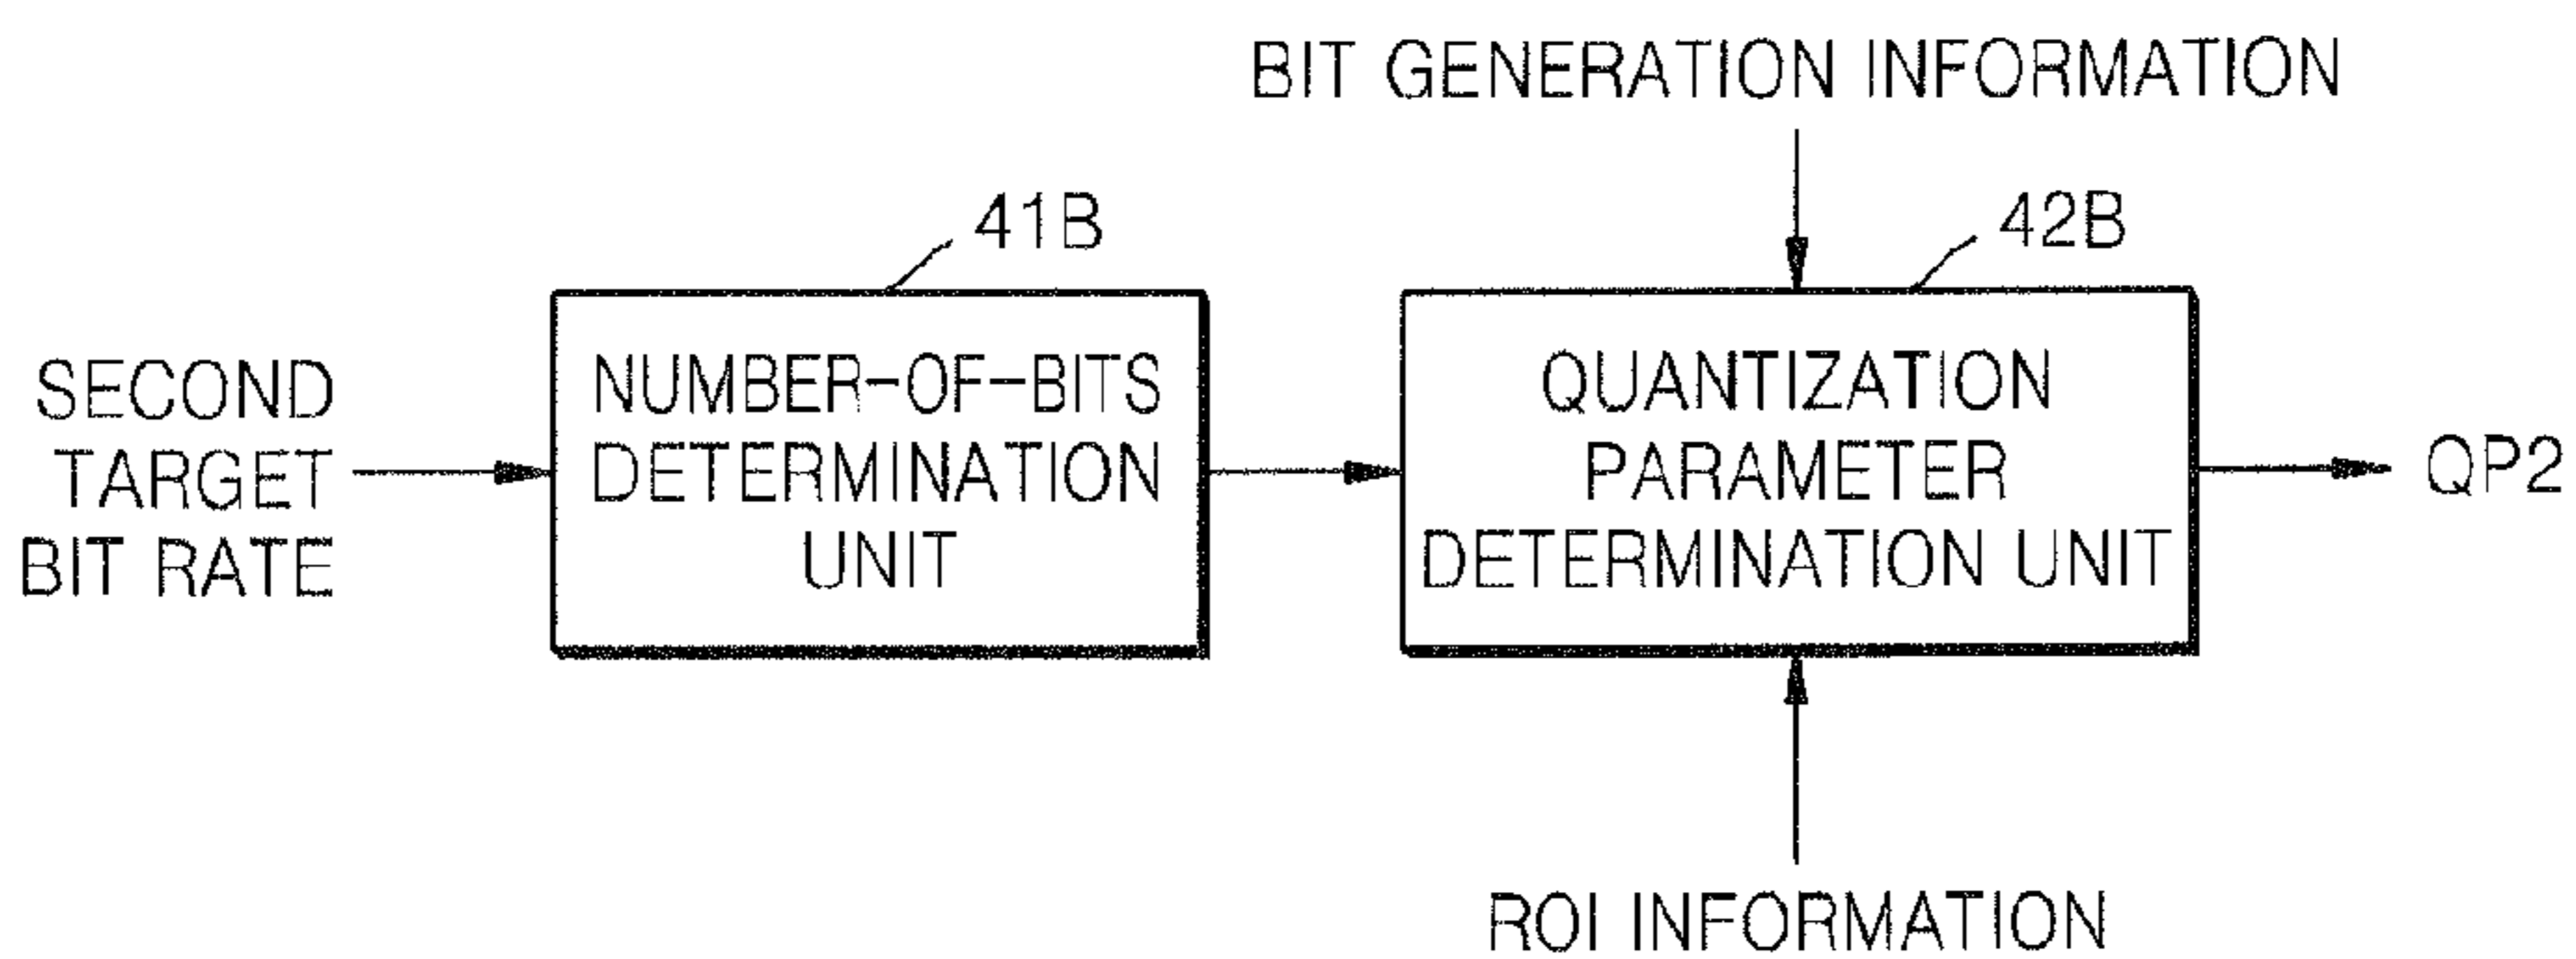 BIT GENERATION INFORMATION
41B
42B
SECOND
TARGET
BIT RATE
NUMBER-OF-BITS
DETERMINATION
UNIT
QUANTIZATION
PARAMETER
DETERMINATION UNIT
QP2
ROI INFORMATION